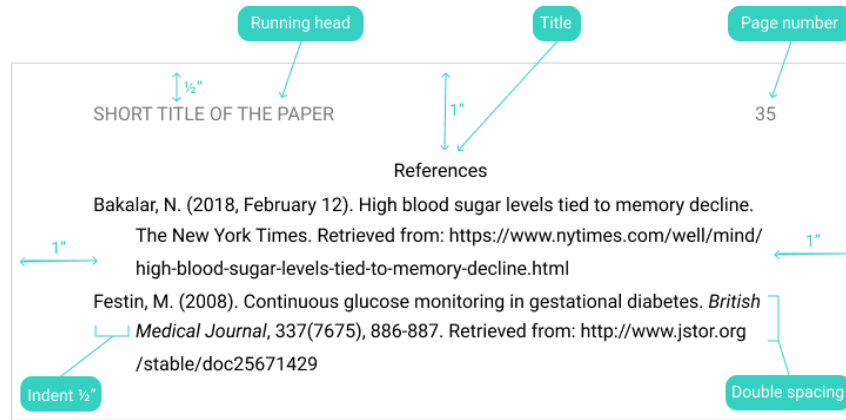 Running head
Title
Page number
½"
SHORT TITLE OF THE PAPER
1"
35
References
Bakalar, N. (2018, February 12). High blood sugar levels tied to memory decline.
The New York Times. Retrieved from: https://www.nytimes.com/well/mind/
1"
1"
high-blood-sugar-levels-tied-to-memory-decline.html
Festin, M. (2008). Continuous glucose monitoring in gestational diabetes. British
Medical Journal, 337(7675), 886-887. Retrieved from: http://www.jstor.org
/stable/doc25671429
Indent ½"
Double spacing